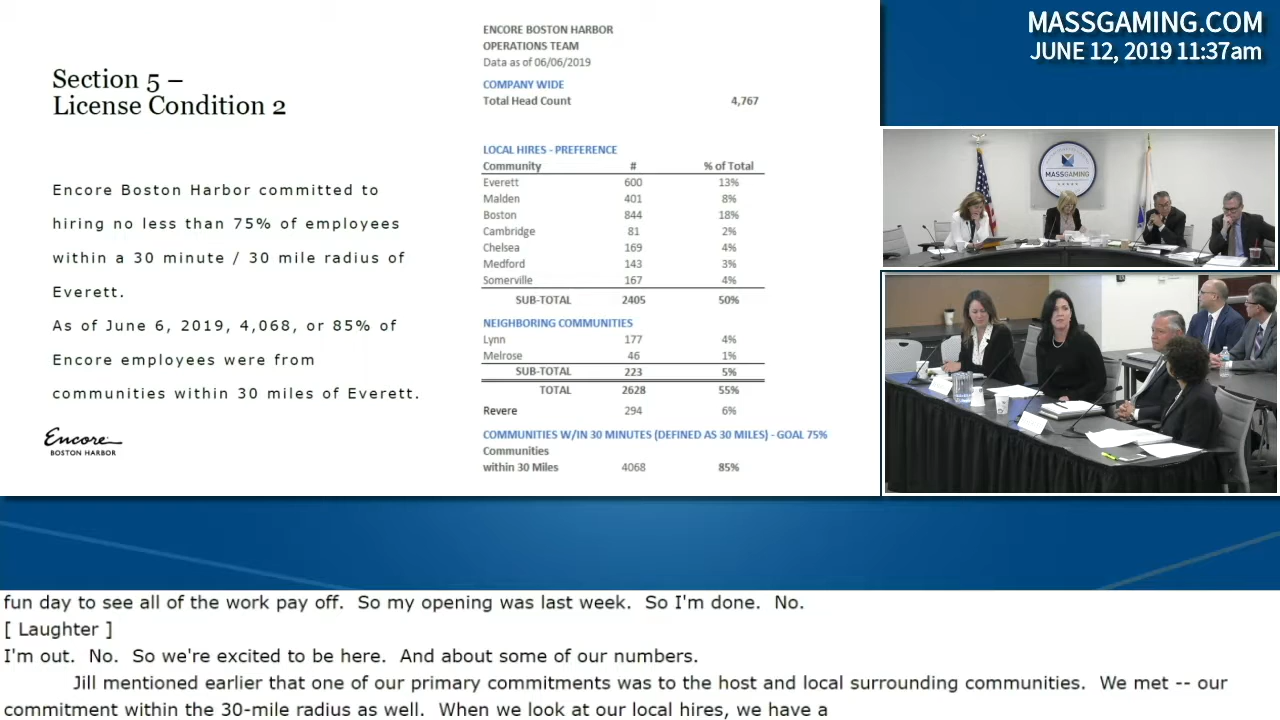 MASSGAMING.COM
JUNE 12, 2019 11:37am
Section 5 –
License Condition 2
Encore Boston Harbor committed to
hiring no less than 75% of employees
within a 30 minute / 30 mile radius of
Everett.
As of June 6, 2019, 4,068, or 85% of
Encore employees were from
communities within 30 miles of Everett.
Encore
BOSTON HARBOR
ENCORE BOSTON HARBOR
OPERATIONS TEAM
Data as of 06/06/2019
COMPANY WIDE
Total Head Count 4,767
LOCAL HIRES - PREFERENCE
Community # % of Total
Everett 600 13%
Malden 401 8%
Boston 844 18%
Cambridge 81 2%
Chelsea 169 4%
Medford 143 3%
Somerville 167 4%
SUB-TOTAL 2405 50%
NEIGHBORING COMMUNITIES
Lynn 177 4%
Melrose 46 1%
SUB-TOTAL 223 5%
TOTAL 2628 55%
Revere 294 6%
COMMUNITIES W/IN 30 MINUTES (DEFINED AS 30 MILES) - GOAL 75%
Communities
within 30 Miles 4068 85%
MASSGAMING
fun day to see all of the work pay off. So my opening was last week. So I'm done. No.
[ Laughter ]
I'm out. No. So we're excited to be here. And about some of our numbers.
Jill mentioned earlier that one of our primary commitments was to the host and local surrounding communities. We met -- our
commitment within the 30-mile radius as well. When we look at our local hires, we have a